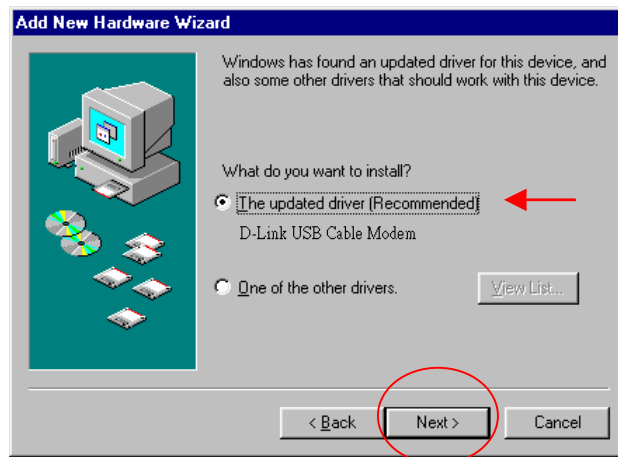 Add New Hardware Wizard
Windows has found an updated driver for this device, and
also some other drivers that should work with this device.
What do you want to install?
The updated driver (Recommended)
D-Link USB Cable Modem
One of the other drivers.
View List...
< Back
Next >
Cancel